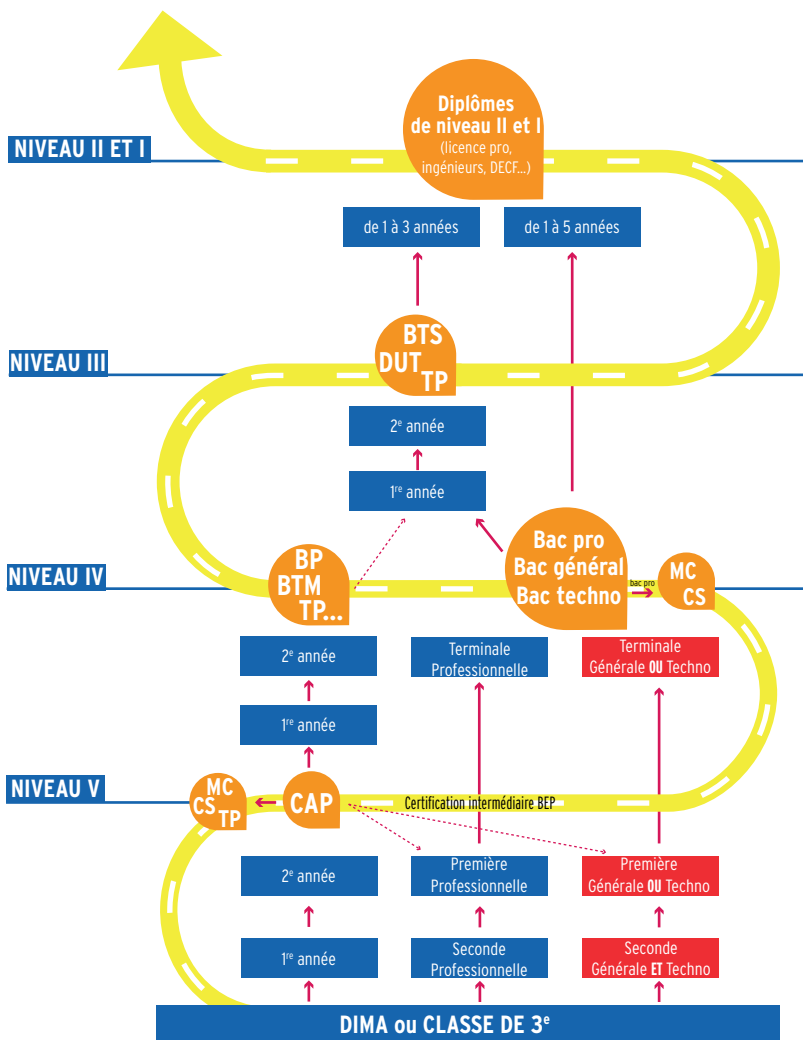 Diplômes
de niveau II et I
(licence pro,
ingénieurs, DECF...)
NIVEAU II ET I
de 1 à 3 années
de 1 à 5 années
BTS
DUT
TP
NIVEAU III
2e année
1re année
Bac pro
Bac général
Bac techno
BP
BTM
TP...
NIVEAU IV
bac pro
MC
CS
2e année
Terminale
Professionnelle
Terminale
Générale OU Techno
1re année
NIVEAU V
MC
CS
TP
CAP
Certification intermédiaire BEP
2e année
Première
Professionnelle
Première
Générale OU Techno
1re année
Seconde
Professionnelle
Seconde
Générale ET Techno
DIMA ou CLASSE DE 3e